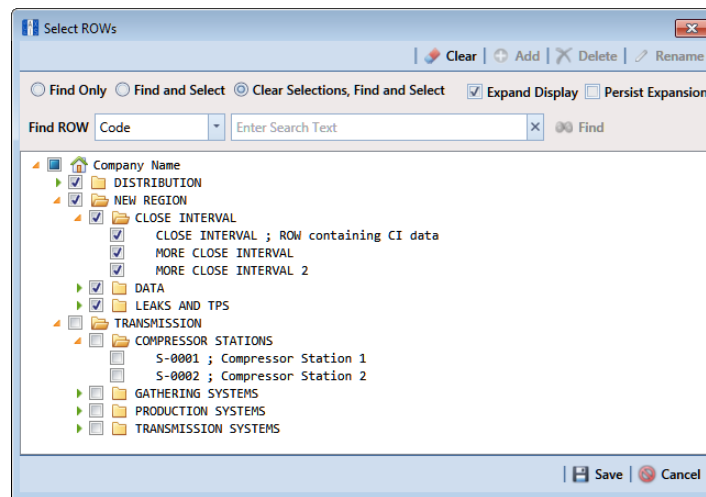 Select ROWs
Clear Add Delete Rename
Find Only Find and Select Clear Selections, Find and Select Expand Display Persist Expansion
Find ROW Code Enter Search Text Find
Company Name
DISTRIBUTION
NEW REGION
CLOSE INTERVAL
CLOSE INTERVAL ; ROW containing CI data
MORE CLOSE INTERVAL
MORE CLOSE INTERVAL 2
DATA
LEAKS AND TPS
TRANSMISSION
COMPRESSOR STATIONS
S-0001 ; Compressor Station 1
S-0002 ; Compressor Station 2
GATHERING SYSTEMS
PRODUCTION SYSTEMS
TRANSMISSION SYSTEMS
Save Cancel